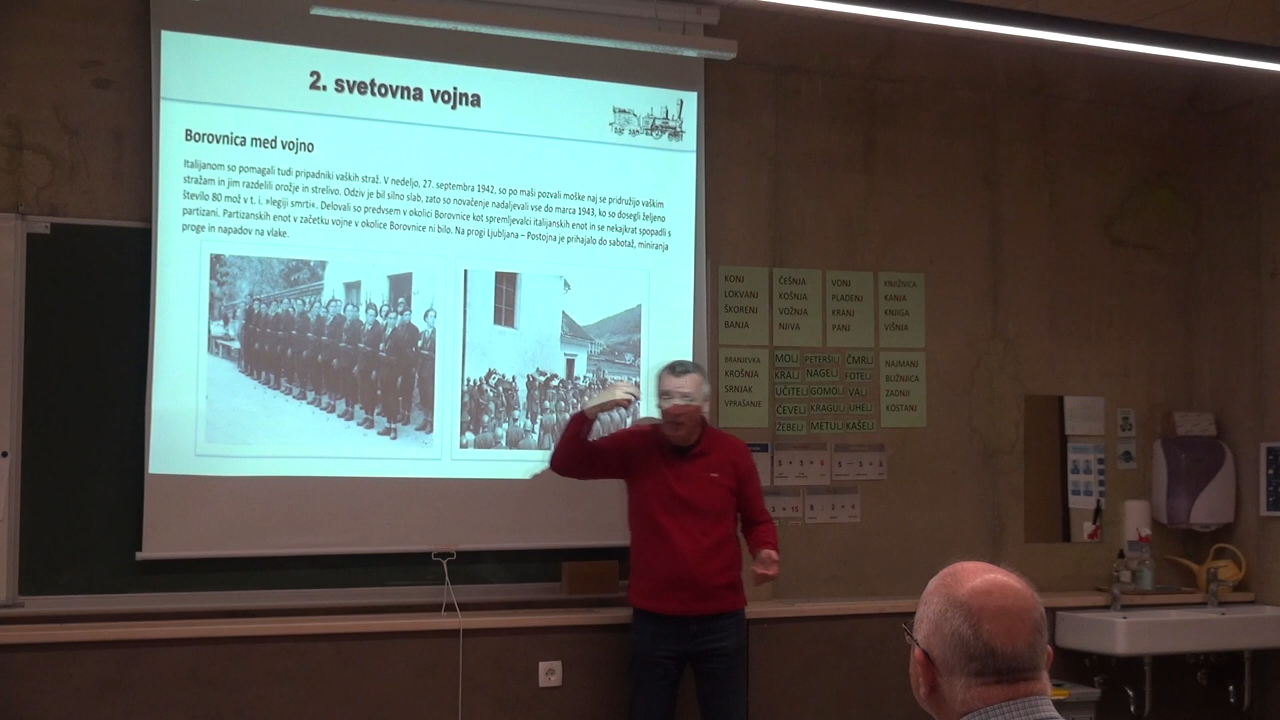 2. svetovna vojna
Borovnica med vojno
Italijanom so pomagali tudi pripadniki vaških straž. V nedeljo, 27. septembra 1942, so po maši pozvali moške naj se pridružijo vaškim
stražam in jim razdelili orožje in strelivo. Odziv je bil silno slab, zato so novačenje nadaljevali vse do marca 1943, ko so dosegli željeno
število 80 mož v t. i. »legiji smrti«. Delovali so predvsem v okolici Borovnice kot spremljevalci italijanskih enot in se nekajkrat spopadli s
partizani. Partizanskih enot v začetku vojne v okolice Borovnice ni bilo. Na progi Ljubljana – Postojna je prihajalo do sabotaž, miniranja
proge in napadov na vlake.
KONJ
LOKVANJ
ŠKORENJ
BANJA
ČEŠNJA
KOŠNJA
VOŽNJA
NJIVA
VONJ
PLADENJ
KRANJ
PANJ
KNJIŽNICA
KANJA
KNJIGA
VIŠNJA
BRANJEVKA
KROŠNJA
SRNJAK
VPRAŠANJE
MOLJ PETERŠILJ ČMRLJ
KRALJ NAGELJ FOTELJ
UČITELJ GOMOLJ VALJ
ČEVELJ KRAGULJ UHELJ
ŽEBELJ METULJ KAŠELJ
NAJMANJ
BLIŽNJICA
ZADNJI
KOSTANJ